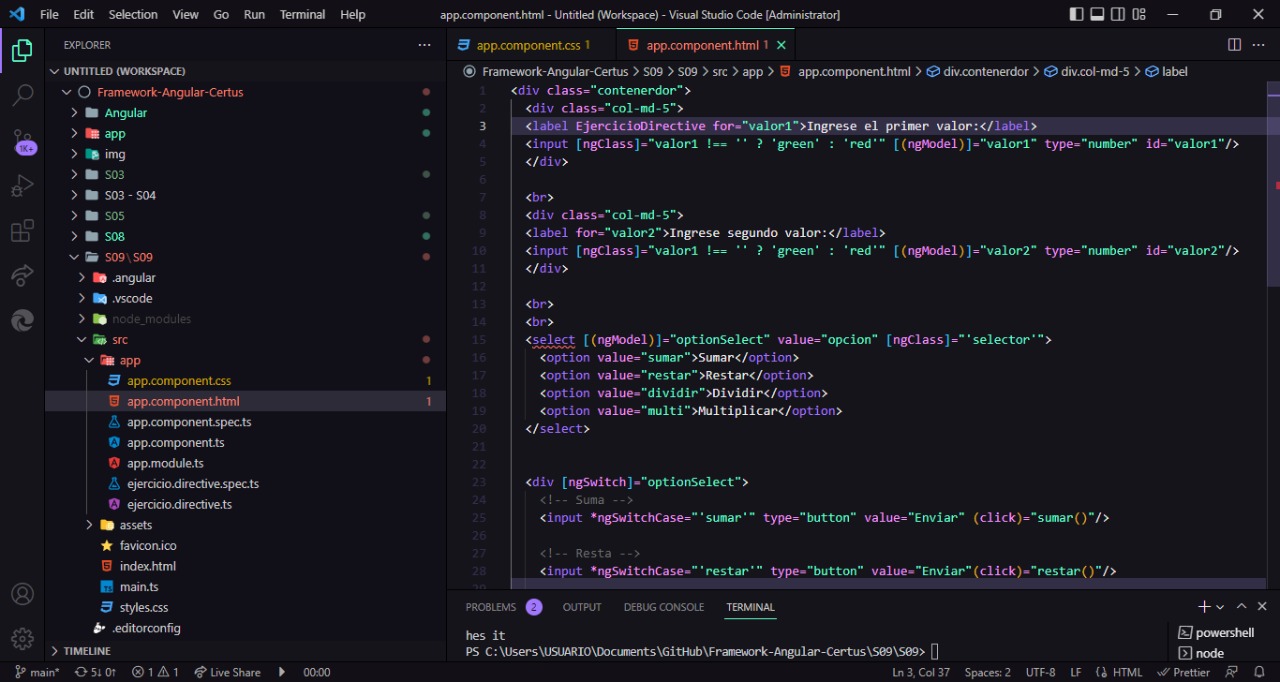 File Edit Selection View Go Run Terminal Help
app.component.html - Untitled (Workspace) - Visual Studio Code [Administrator]
EXPLORER
UNTITLED (WORKSPACE)
Framework-Angular-Certus
Angular
app
img
S03
S03 - S04
S05
S08
S09\S09
.angular
.vscode
node_modules
src
app
app.component.css 1
app.component.html 1
app.component.spec.ts
app.component.ts
app.module.ts
ejercicio.directive.spec.ts
ejercicio.directive.ts
assets
favicon.ico
index.html
main.ts
styles.css
.editorconfig
TIMELINE
1K+
app.component.css 1
app.component.html 1
Framework-Angular-Certus > S09 > S09 > src > app > app.component.html > div.contenerdor > div.col-md-5 > label
1 <div class="contenerdor">
2 <div class="col-md-5">
3 <label EjercicioDirective for="valor1">Ingrese el primer valor:</label>
4 <input [ngClass]="valor1 !== '' ? 'green' : 'red'" [(ngModel)]="valor1" type="number" id="valor1"/>
5 </div>
6
7 <br>
8 <div class="col-md-5">
9 <label for="valor2">Ingrese segundo valor:</label>
10 <input [ngClass]="valor1 !== '' ? 'green' : 'red'" [(ngModel)]="valor2" type="number" id="valor2"/>
11 </div>
12
13 <br>
14 <br>
15 <select [(ngModel)]="optionSelect" value="opcion" [ngClass]="'selector'">
16 <option value="sumar">Sumar</option>
17 <option value="restar">Restar</option>
18 <option value="dividir">Dividir</option>
19 <option value="multi">Multiplicar</option>
20 </select>
21
22
23 <div [ngSwitch]="optionSelect">
24 <!-- Suma -->
25 <input *ngSwitchCase="'sumar'" type="button" value="Enviar" (click)="sumar()"/>
26
27 <!-- Resta -->
28 <input *ngSwitchCase="'restar'" type="button" value="Enviar"(click)="restar()"/>
PROBLEMS 2 OUTPUT DEBUG CONSOLE TERMINAL
hes it
PS C:\Users\USUARIO\Documents\GitHub\Framework-Angular-Certus\S09\S09>
powershell
node
main* 5↓ 0↑ 1 1 Live Share 00:00
Ln 3, Col 37 Spaces: 2 UTF-8 LF HTML Prettier